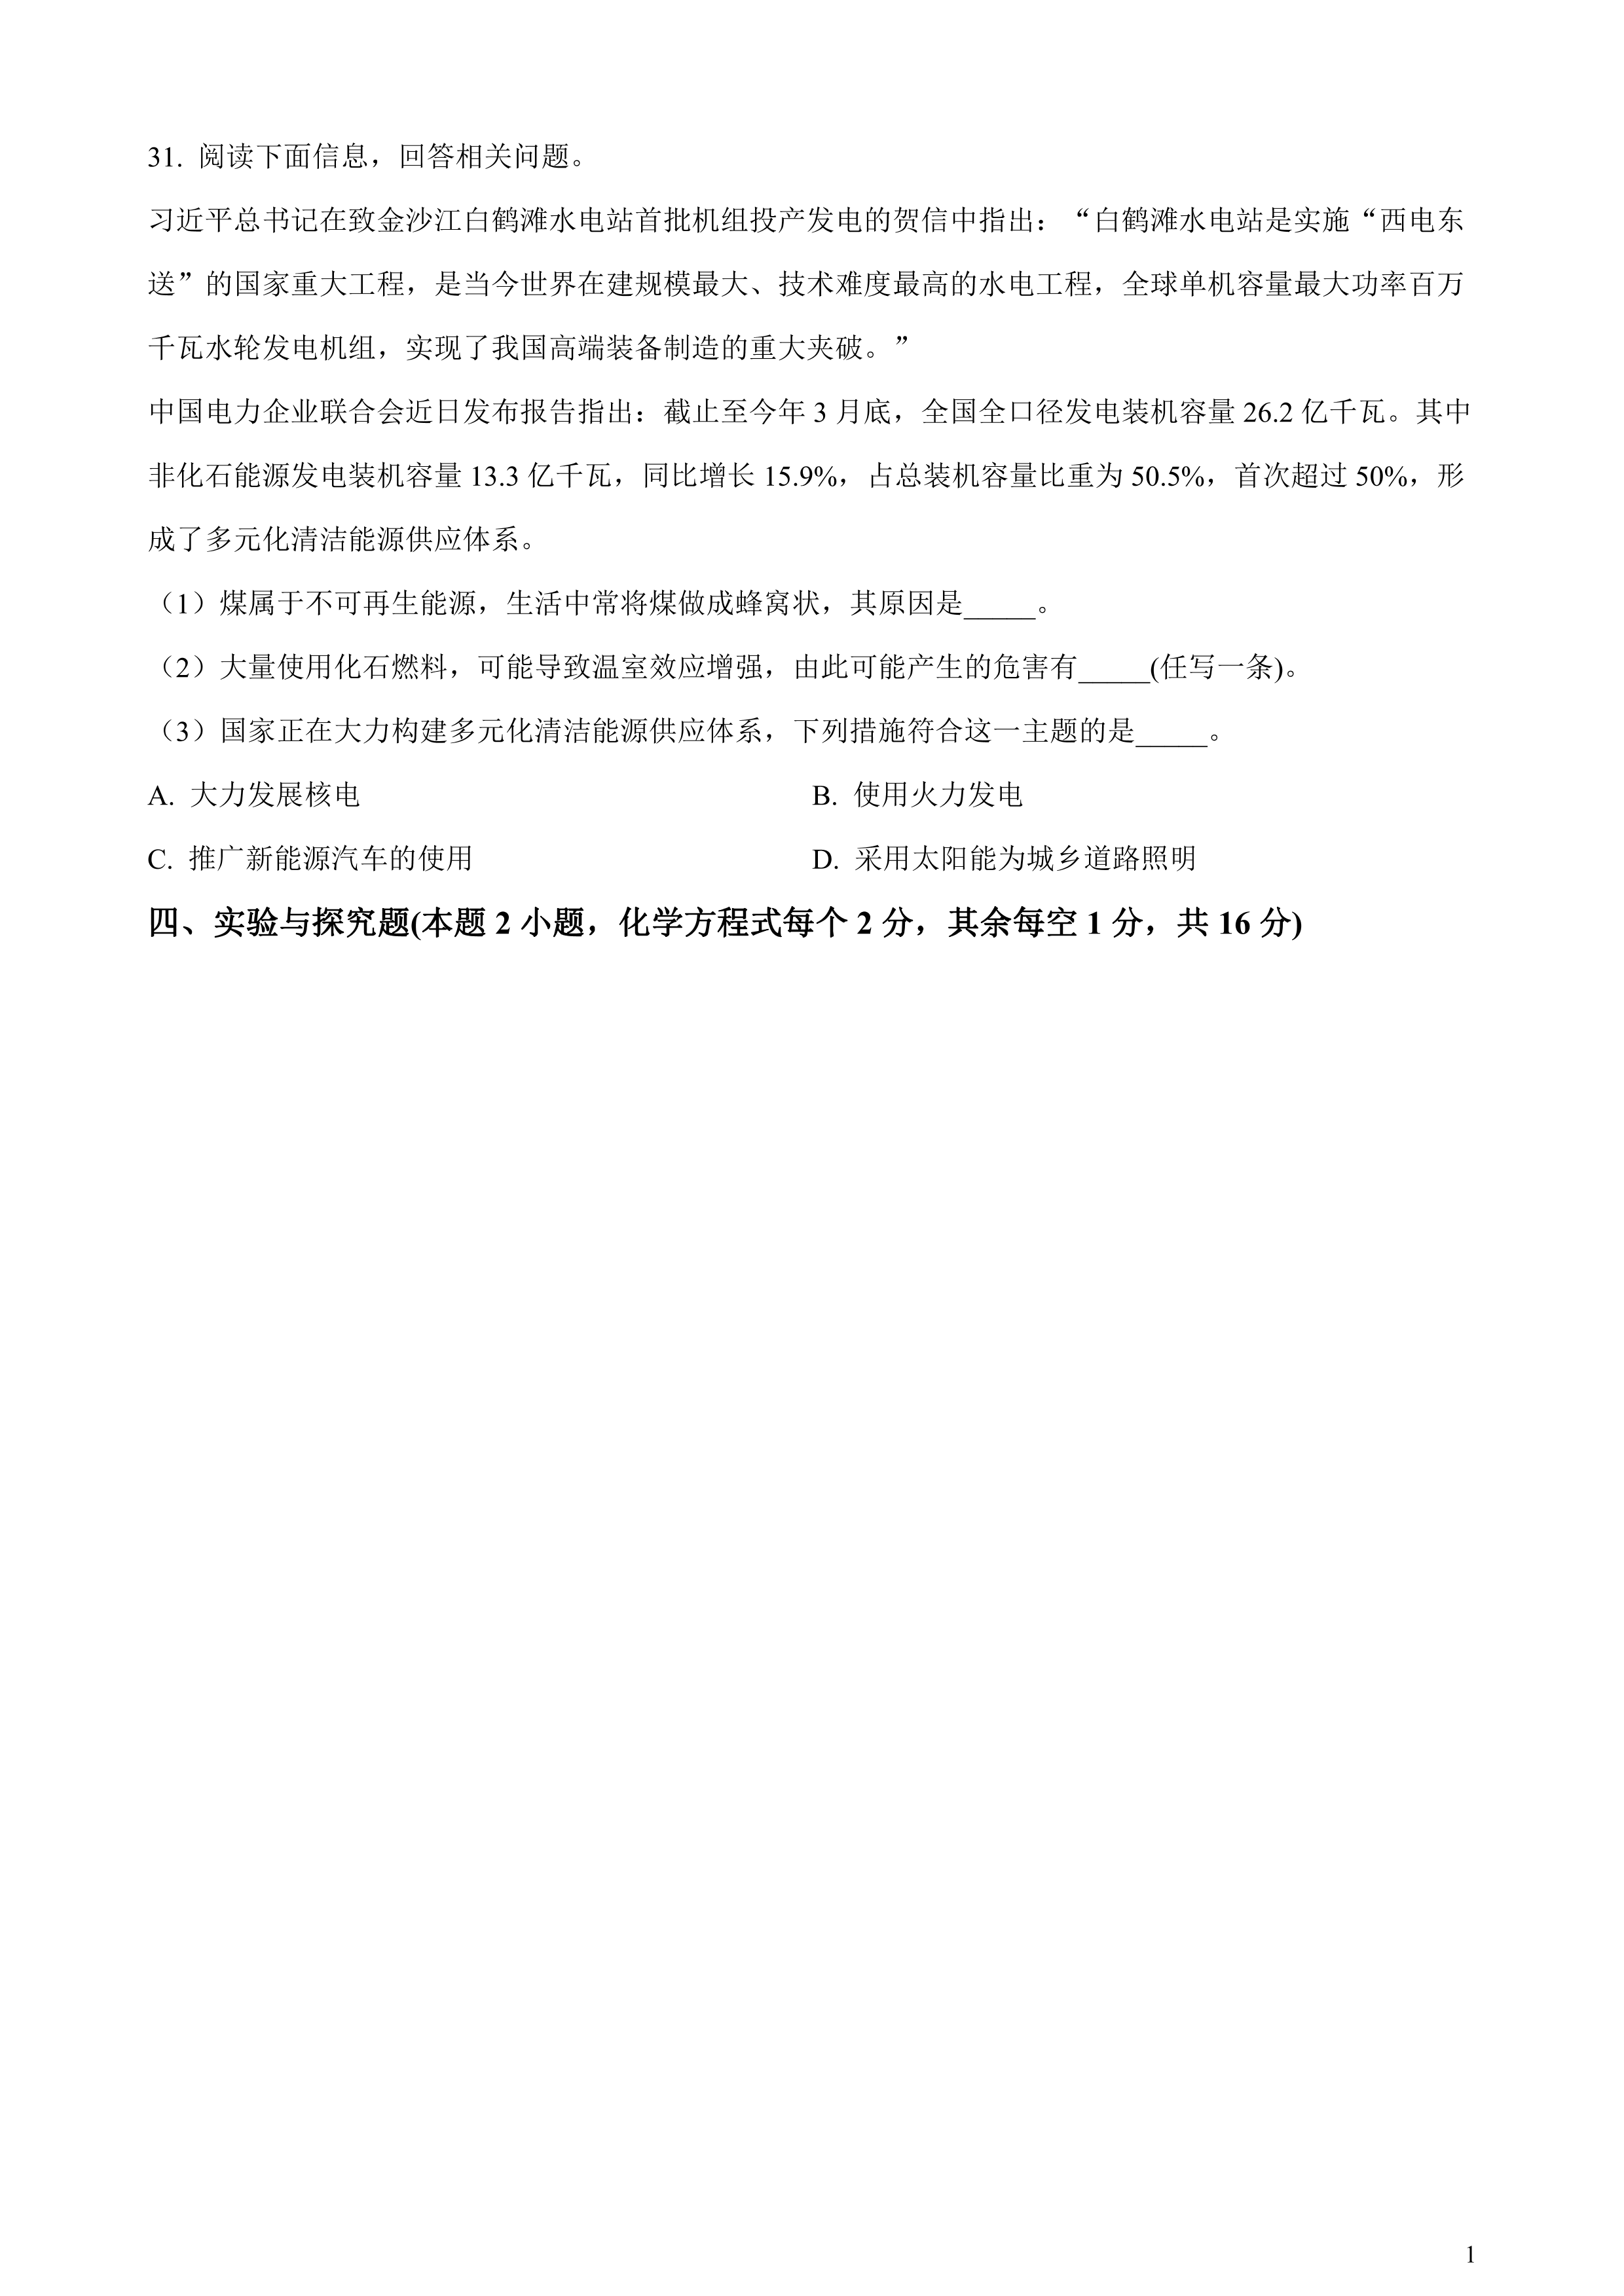 31. 阅读下面信息，回答相关问题。
习近平总书记在致金沙江白鹤滩水电站首批机组投产发电的贺信中指出：“白鹤滩水电站是实施“西电东
送”的国家重大工程，是当今世界在建规模最大、技术难度最高的水电工程，全球单机容量最大功率百万
千瓦水轮发电机组，实现了我国高端装备制造的重大夹破。”
中国电力企业联合会近日发布报告指出：截止至今年 3 月底，全国全口径发电装机容量 26.2 亿千瓦。其中
非化石能源发电装机容量 13.3 亿千瓦，同比增长 15.9%，占总装机容量比重为 50.5%，首次超过 50%，形
成了多元化清洁能源供应体系。
（1）煤属于不可再生能源，生活中常将煤做成蜂窝状，其原因是_____。
（2）大量使用化石燃料，可能导致温室效应增强，由此可能产生的危害有_____(任写一条)。
（3）国家正在大力构建多元化清洁能源供应体系，下列措施符合这一主题的是_____。
A. 大力发展核电 B. 使用火力发电
C. 推广新能源汽车的使用 D. 采用太阳能为城乡道路照明
四、实验与探究题(本题 2 小题，化学方程式每个 2 分，其余每空 1 分，共 16 分)
1